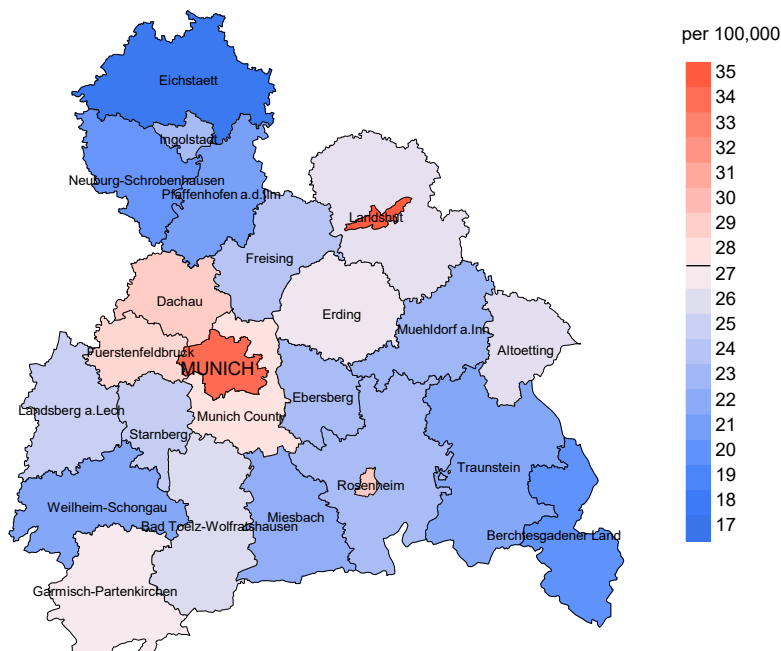 per 100,000
35
34
33
32
31
30
29
28
27
26
25
24
23
22
21
20
19
18
17
Eichstaett
Ingolstadt
Neuburg-Schrobenhausen
Pfaffenhofen a.d.Ilm
Landshut
Freising
Dachau
Erding
Muehldorf a.Inn
Altoetting
Fuerstenfeldbruck
MUNICH
Ebersberg
Landsberg a.Lech
Munich County
Starnberg
Traunstein
Rosenheim
Weilheim-Schongau
Miesbach
Bad Toelz-Wolfratshausen
Berchtesgadener Land
Garmisch-Partenkirchen